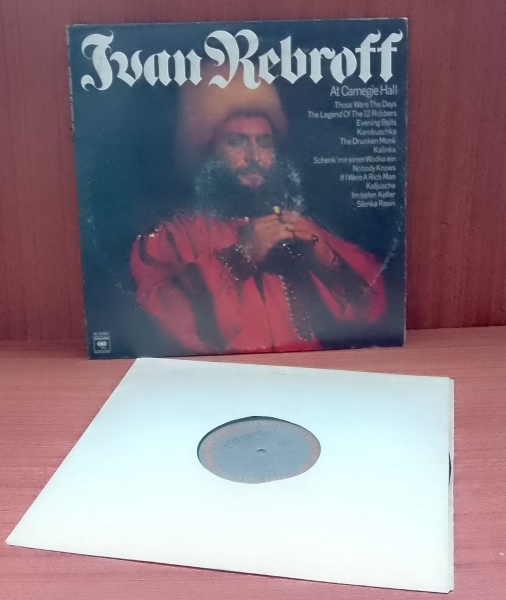 Ivan Rebroff
At Carnegie Hall
Those Were The Days
The Legend Of The 12 Robbers
Evening Bells
Korobuschka
The Drunken Monk
Kalinka
Schenk' mir einen Wodka ein
Nobody Knows
If I Were A Rich Man
Katjuscha
Im tiefen Keller
Stenka Rasin